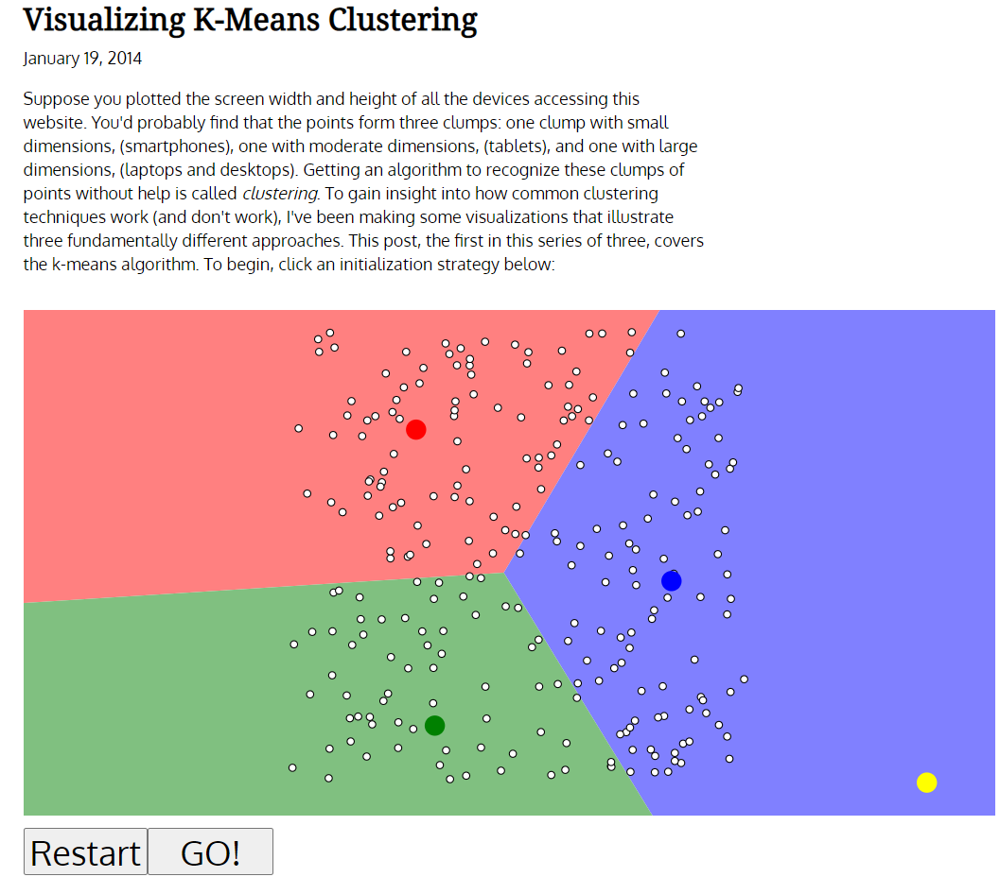 Visualizing K-Means Clustering
January 19, 2014
Suppose you plotted the screen width and height of all the devices accessing this
website. You'd probably find that the points form three clumps: one clump with small
dimensions, (smartphones), one with moderate dimensions, (tablets), and one with large
dimensions, (laptops and desktops). Getting an algorithm to recognize these clumps of
points without help is called clustering. To gain insight into how common clustering
techniques work (and don't work), I've been making some visualizations that illustrate
three fundamentally different approaches. This post, the first in this series of three, covers
the k-means algorithm. To begin, click an initialization strategy below:
Restart GO!